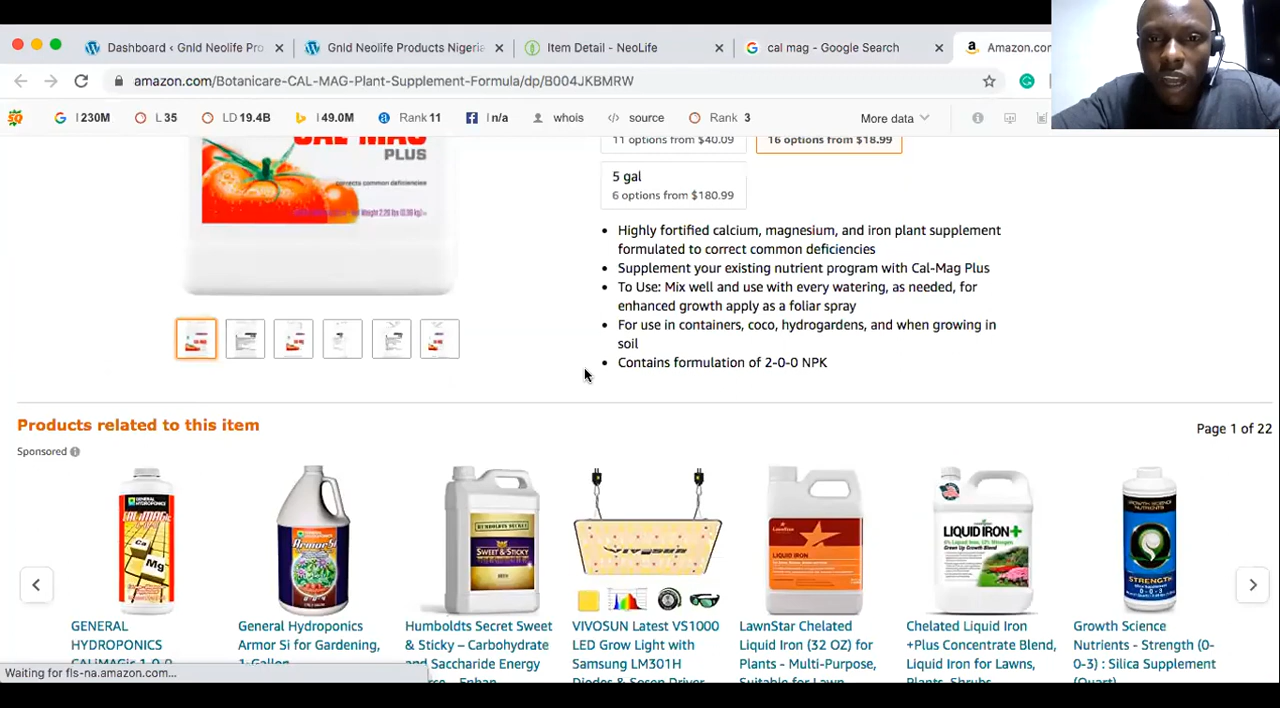 Dashboard ‹ Gnld Neolife Pro
Gnld Neolife Products Nigeria
Item Detail - NeoLife
cal mag - Google Search
Amazon.co
amazon.com/Botanicare-CAL-MAG-Plant-Supplement-Formula/dp/B004JKBMRW
I 230M
L 35
LD 19.4B
I 49.0M
Rank 11
I n/a
whois
source
Rank 3
More data
CAL-MAG
PLUS
corrects common deficiencies
11 options from $40.09
16 options from $18.99
5 gal
6 options from $180.99
• Highly fortified calcium, magnesium, and iron plant supplement
formulated to correct common deficiencies
• Supplement your existing nutrient program with Cal-Mag Plus
• To Use: Mix well and use with every watering, as needed, for
enhanced growth apply as a foliar spray
• For use in containers, coco, hydrogardens, and when growing in
soil
• Contains formulation of 2-0-0 NPK
Products related to this item
Page 1 of 22
Sponsored
CALiMAGic
Ca
Mg
ArmorSi
HUMBOLDTS SECRET
SWEET & STICKY
VIVOSUN
LIQUID IRON
LIQUID IRON+
GROWTH SCIENCE
NUTRIENTS
STRENGTH
0-0-3
GENERAL
HYDROPONICS
CALiMAGic 1-0-0
General Hydroponics
Armor Si for Gardening,
1-Gallon
Humboldts Secret Sweet
& Sticky – Carbohydrate
and Saccharide Energy
VIVOSUN Latest VS1000
LED Grow Light with
Samsung LM301H
Diodes & Sosen Driver
LawnStar Chelated
Liquid Iron (32 OZ) for
Plants - Multi-Purpose,
Suitable for Lawn
Chelated Liquid Iron
+Plus Concentrate Blend,
Liquid Iron for Lawns,
Plants, Shrubs
Growth Science
Nutrients - Strength (0-
0-3) : Silica Supplement
(Quart)
Waiting for fls-na.amazon.com...